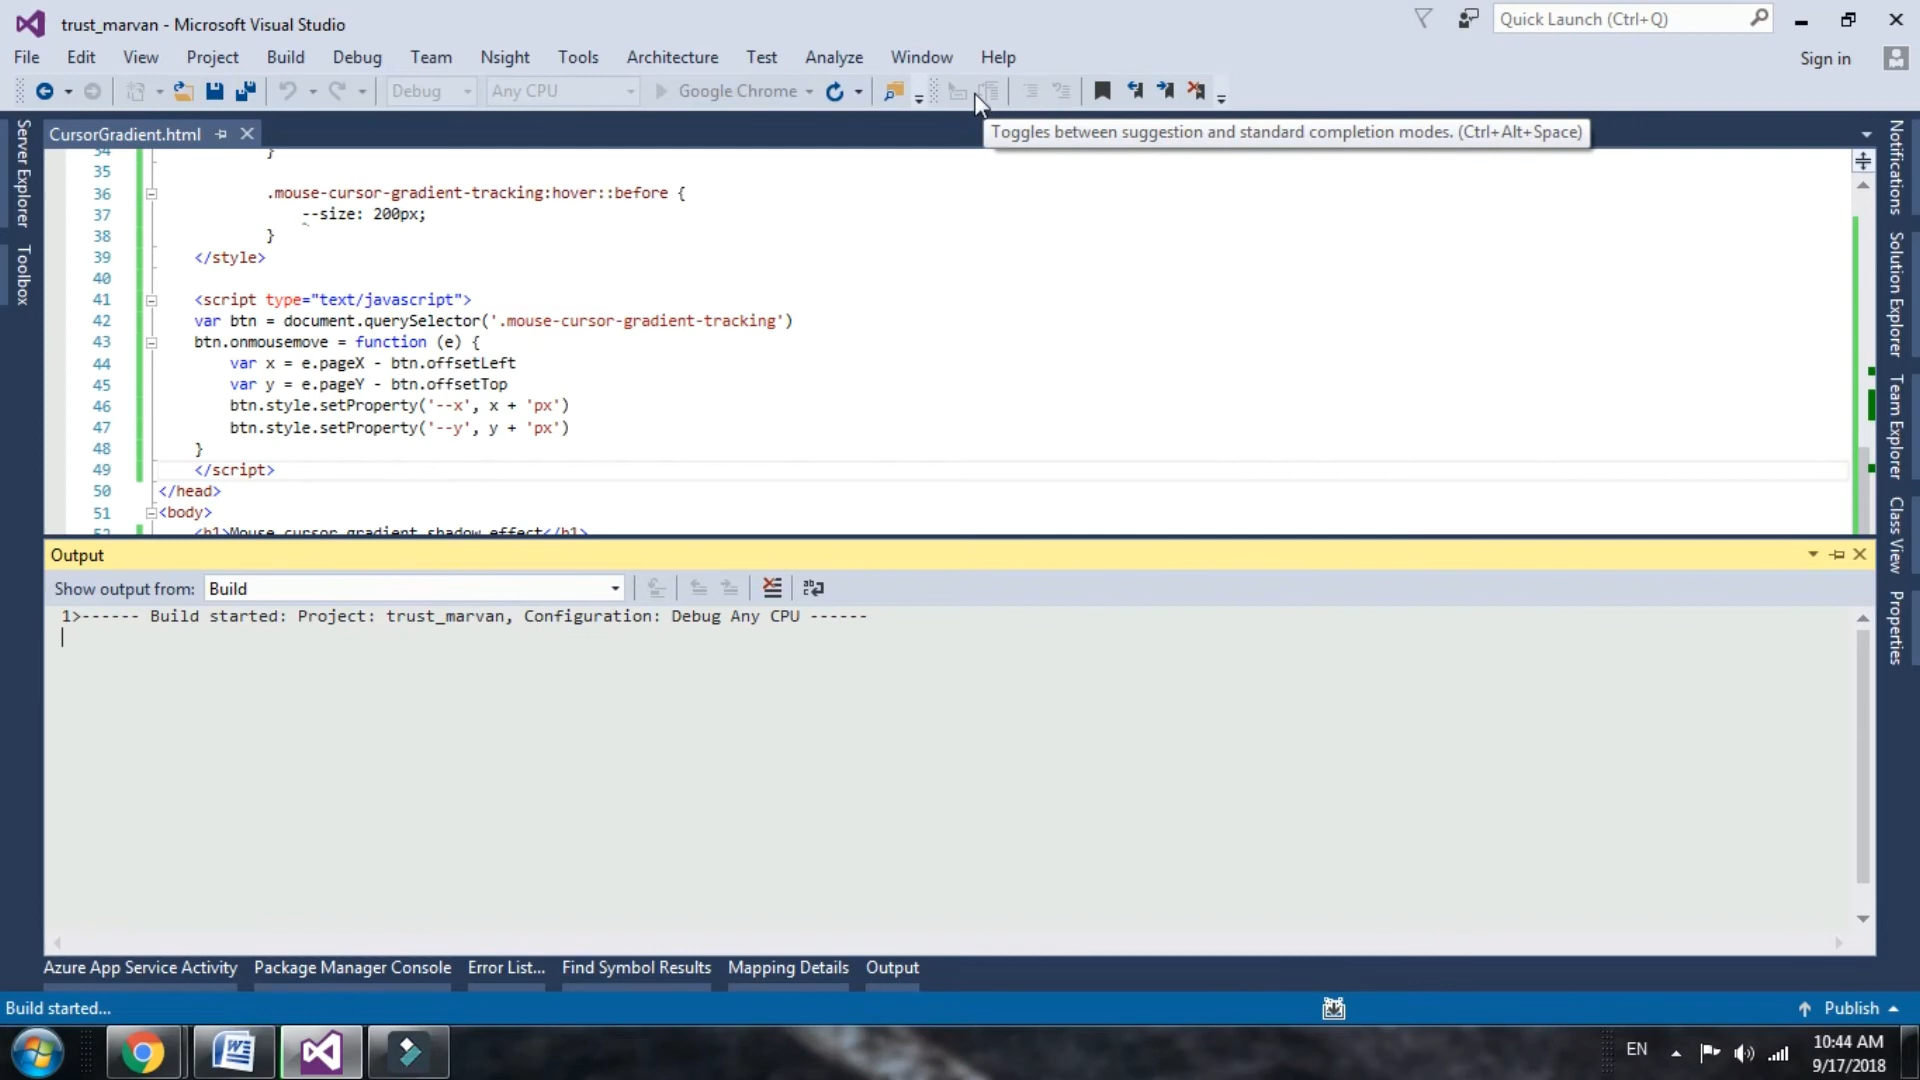 trust_marvan - Microsoft Visual Studio
Quick Launch (Ctrl+Q)
File Edit View Project Build Debug Team Nsight Tools Architecture Test Analyze Window Help
Sign in
Debug Any CPU Google Chrome
Toggles between suggestion and standard completion modes. (Ctrl+Alt+Space)
CursorGradient.html
Server Explorer
Toolbox
Notifications
Solution Explorer
Team Explorer
Class View
Properties
34 }
35
36 .mouse-cursor-gradient-tracking:hover::before {
37 --size: 200px;
38 }
39 </style>
40
41 <script type="text/javascript">
42 var btn = document.querySelector('.mouse-cursor-gradient-tracking')
43 btn.onmousemove = function (e) {
44 var x = e.pageX - btn.offsetLeft
45 var y = e.pageY - btn.offsetTop
46 btn.style.setProperty('--x', x + 'px')
47 btn.style.setProperty('--y', y + 'px')
48 }
49 </script>
50 </head>
51 <body>
52 <h1>Mouse cursor gradient shadow effect</h1>
Output
Show output from: Build
1>------ Build started: Project: trust_marvan, Configuration: Debug Any CPU ------
Azure App Service Activity Package Manager Console Error List... Find Symbol Results Mapping Details Output
Build started...
Publish
EN
10:44 AM
9/17/2018